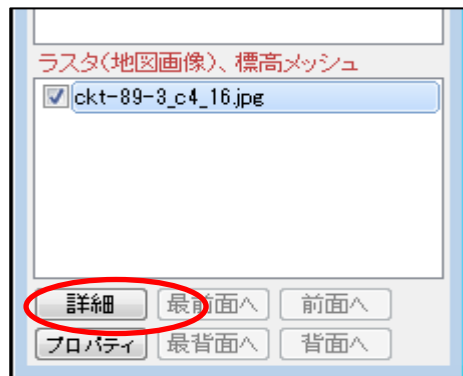 ラスタ(地図画像)、標高メッシュ
ckt-89-3_c4_16.jpg
詳細 最前面へ 前面へ
プロパティ 最背面へ 背面へ